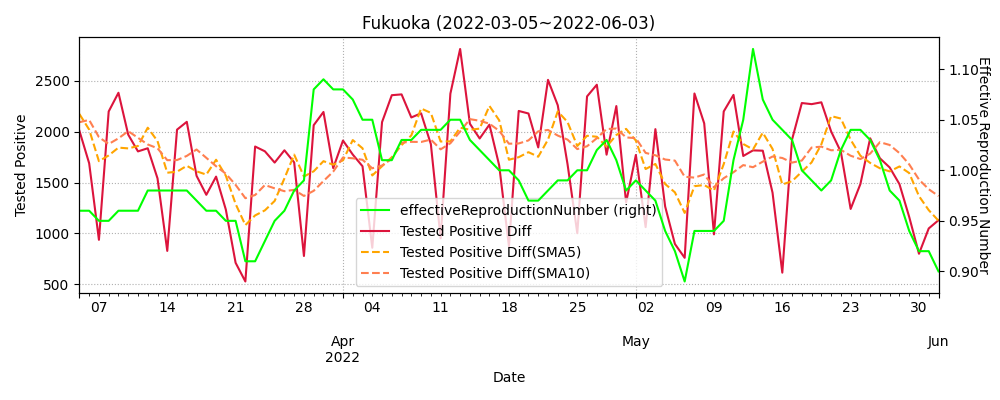 Fukuoka (2022-03-05~2022-06-03)
Tested Positive
2500
2000
1500
1000
500
1.10
1.05
1.00
0.95
0.90
Effective Reproduction Number
effectiveReproductionNumber (right)
Tested Positive Diff
Tested Positive Diff(SMA5)
Tested Positive Diff(SMA10)
07 14 21 28 04 11 18 25 02 09 16 23 30
Apr May Jun
2022
Date